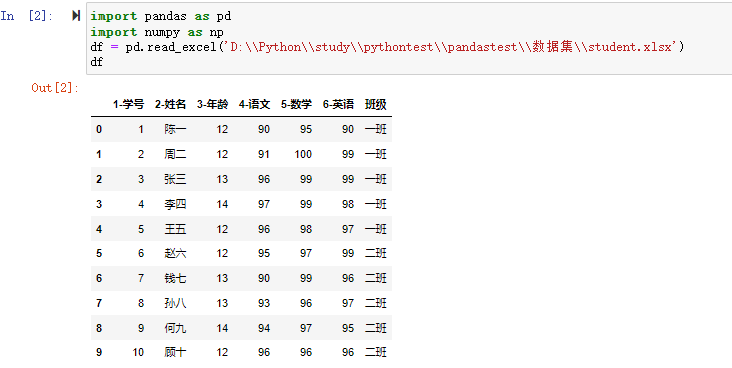 In [2]:
import pandas as pd
import numpy as np
df = pd.read_excel('D:\\Python\\study\\pythontest\\pandastest\\数据集\\student.xlsx')
df
Out[2]:
1-学号 2-姓名 3-年龄 4-语文 5-数学 6-英语 班级
0 1 陈一 12 90 95 90 一班
1 2 周二 12 91 100 99 一班
2 3 张三 13 96 99 99 一班
3 4 李四 14 97 99 98 一班
4 5 王五 12 96 98 97 一班
5 6 赵六 12 95 97 99 二班
6 7 钱七 13 90 99 96 二班
7 8 孙八 13 93 96 97 二班
8 9 何九 14 94 97 95 二班
9 10 顾十 12 96 96 96 二班